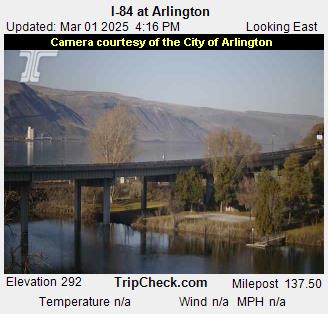 I-84 at Arlington
Updated: Mar 01 2025 4:16 PM Looking East
Camera courtesy of the City of Arlington
Elevation 292 TripCheck.com Milepost 137.50
Temperature n/a Wind n/a MPH n/a